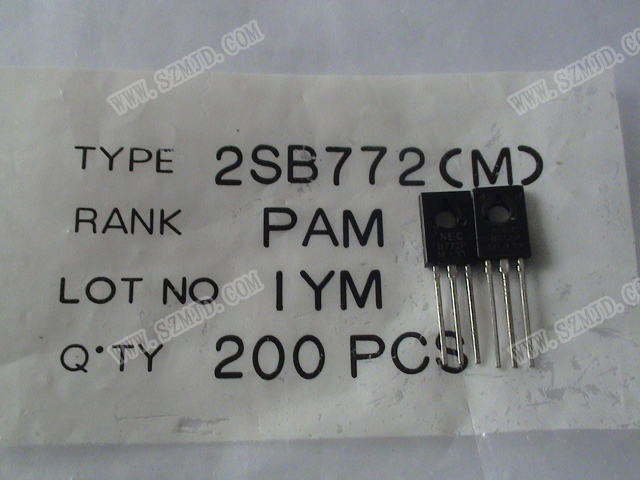 WWW.SZMJD.COM
WWW.SZMJD.COM
TYPE 2SB772(M)
RANK PAM
LOT NO 1YM
Q'TY 200 PCS
NEC
B772P
WWW.SZMJD.COM
WWW.SZMJD.COM